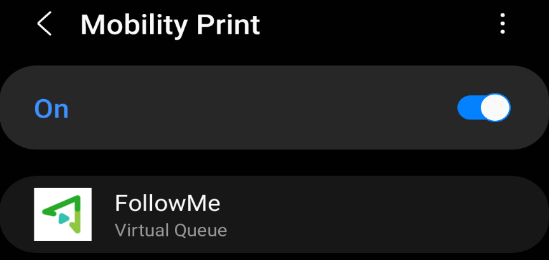 Mobility Print
On
FollowMe
Virtual Queue